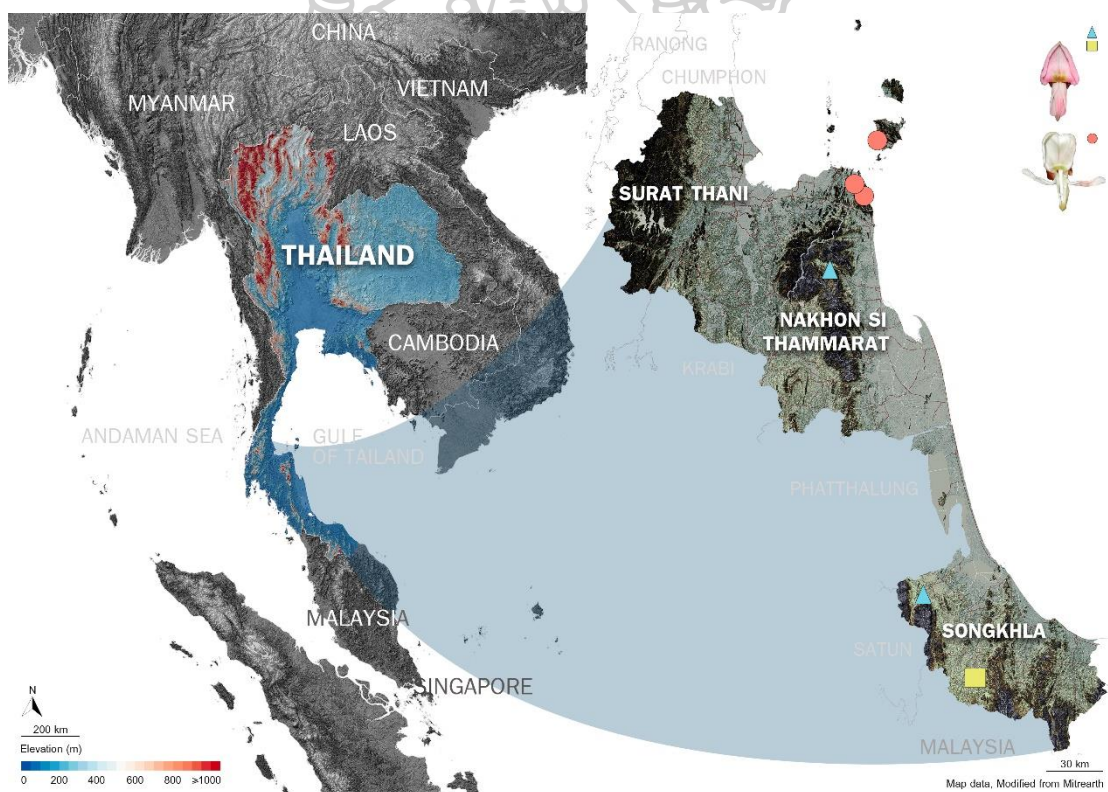 CHINA
MYANMAR
VIETNAM
LAOS
THAILAND
CAMBODIA
ANDAMAN SEA
GULF
OF TAILAND
MALAYSIA
SINGAPORE
N
200 km
Elevation (m)
0 200 400 600 800 ≥1000
RANONG
CHUMPHON
SURAT THANI
NAKHON SI
THAMMARAT
KRABI
PHATTHALUNG
SONGKHLA
SATUN
MALAYSIA
30 km
Map data, Modified from Mitrearth